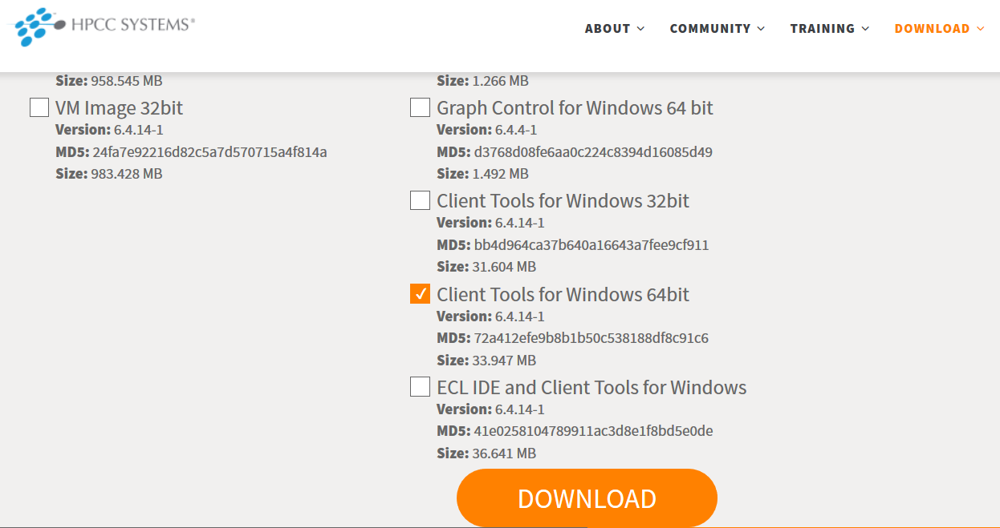 HPCC SYSTEMS®
ABOUT
COMMUNITY
TRAINING
DOWNLOAD
Size: 958.545 MB
VM Image 32bit
Version: 6.4.14-1
MD5: 24fa7e92216d82c5a7d570715a4f814a
Size: 983.428 MB
Size: 1.266 MB
Graph Control for Windows 64 bit
Version: 6.4.4-1
MD5: d3768d08fe6aa0c224c8394d16085d49
Size: 1.492 MB
Client Tools for Windows 32bit
Version: 6.4.14-1
MD5: bb4d964ca37b640a16643a7fee9cf911
Size: 31.604 MB
Client Tools for Windows 64bit
Version: 6.4.14-1
MD5: 72a412efe9b8b1b50c538188df8c91c6
Size: 33.947 MB
ECL IDE and Client Tools for Windows
Version: 6.4.14-1
MD5: 41e0258104789911ac3d8e1f8bd5e0de
Size: 36.641 MB
DOWNLOAD